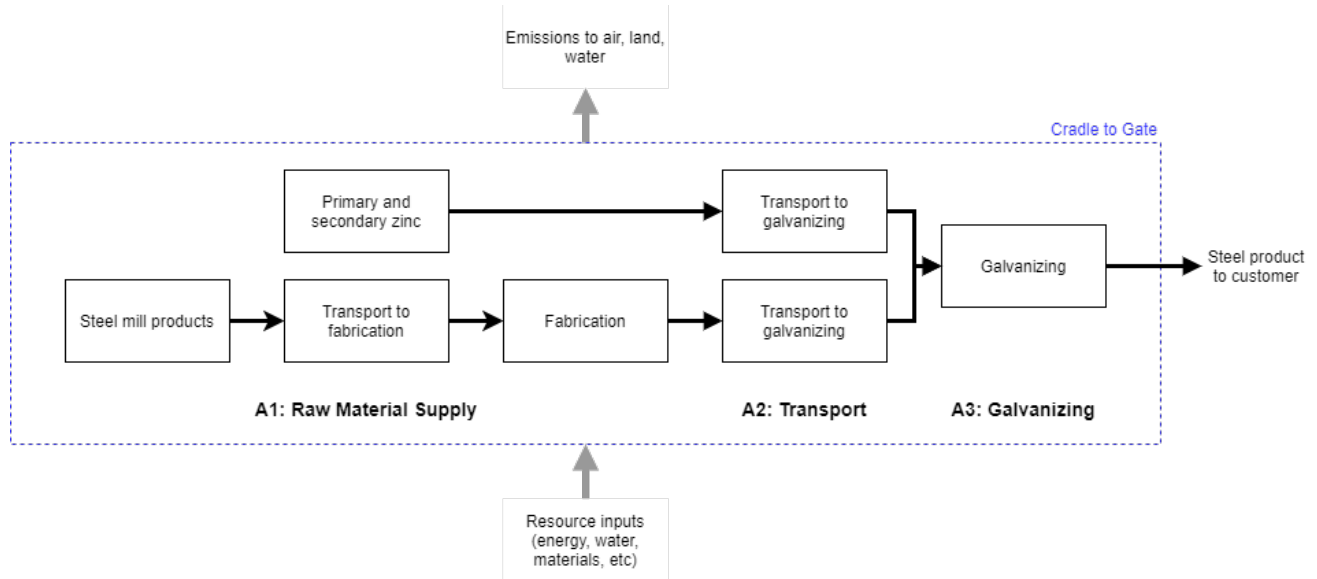 Emissions to air, land,
water
Cradle to Gate
Primary and
secondary zinc
Transport to
galvanizing
Galvanizing
Steel product
to customer
Steel mill products
Transport to
fabrication
Fabrication
Transport to
galvanizing
A1: Raw Material Supply
A2: Transport
A3: Galvanizing
Resource inputs
(energy, water,
materials, etc)